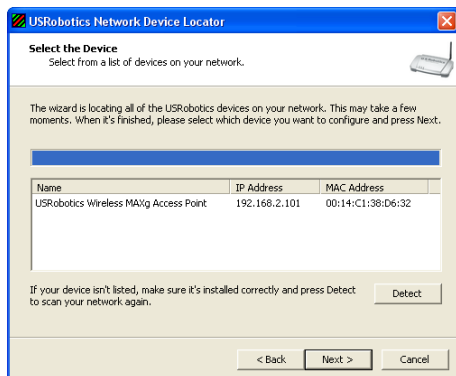 USRobotics Network Device Locator
Select the Device
Select from a list of devices on your network.
The wizard is locating all of the USRobotics devices on your network. This may take a few
moments. When it's finished, please select which device you want to configure and press Next.
Name IP Address MAC Address
USRobotics Wireless MAXg Access Point 192.168.2.101 00:14:C1:38:D6:32
If your device isn't listed, make sure it's installed correctly and press Detect
to scan your network again.
Detect
< Back Next > Cancel